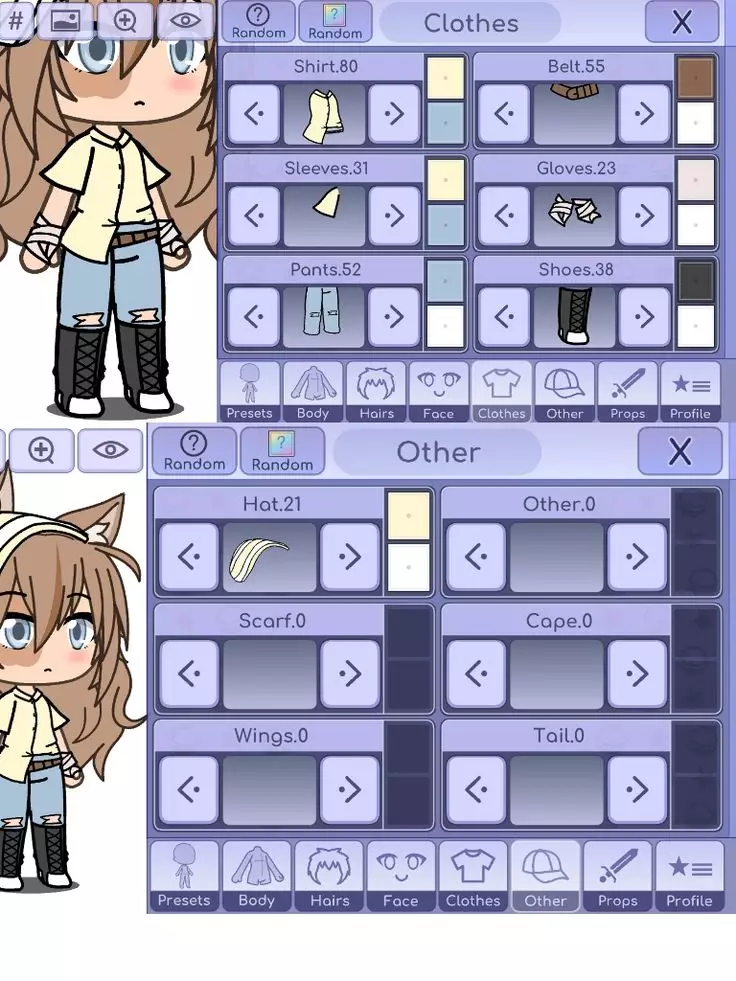 #
?
Random
?
Random
Clothes
X
Shirt.80
Belt.55
Sleeves.31
Gloves.23
Pants.52
Shoes.38
Presets
Body
Hairs
Face
Clothes
Other
Props
Profile
?
Random
?
Random
Other
X
Hat.21
Other.0
Scarf.0
Cape.0
Wings.0
Tail.0
Presets
Body
Hairs
Face
Clothes
Other
Props
Profile